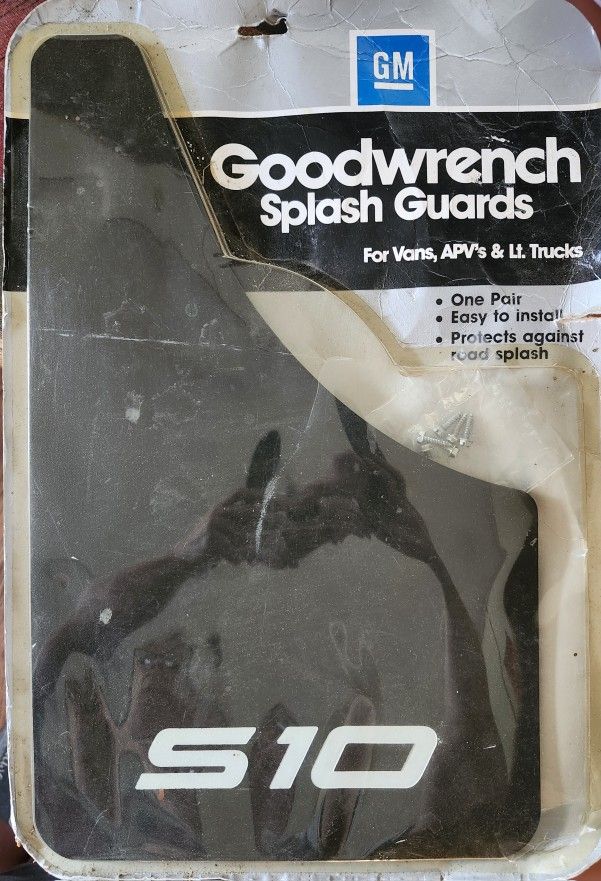 GM
Goodwrench
Splash Guards
For Vans, APV's & Lt. Trucks
• One Pair
• Easy to install
• Protects against
road splash
S10